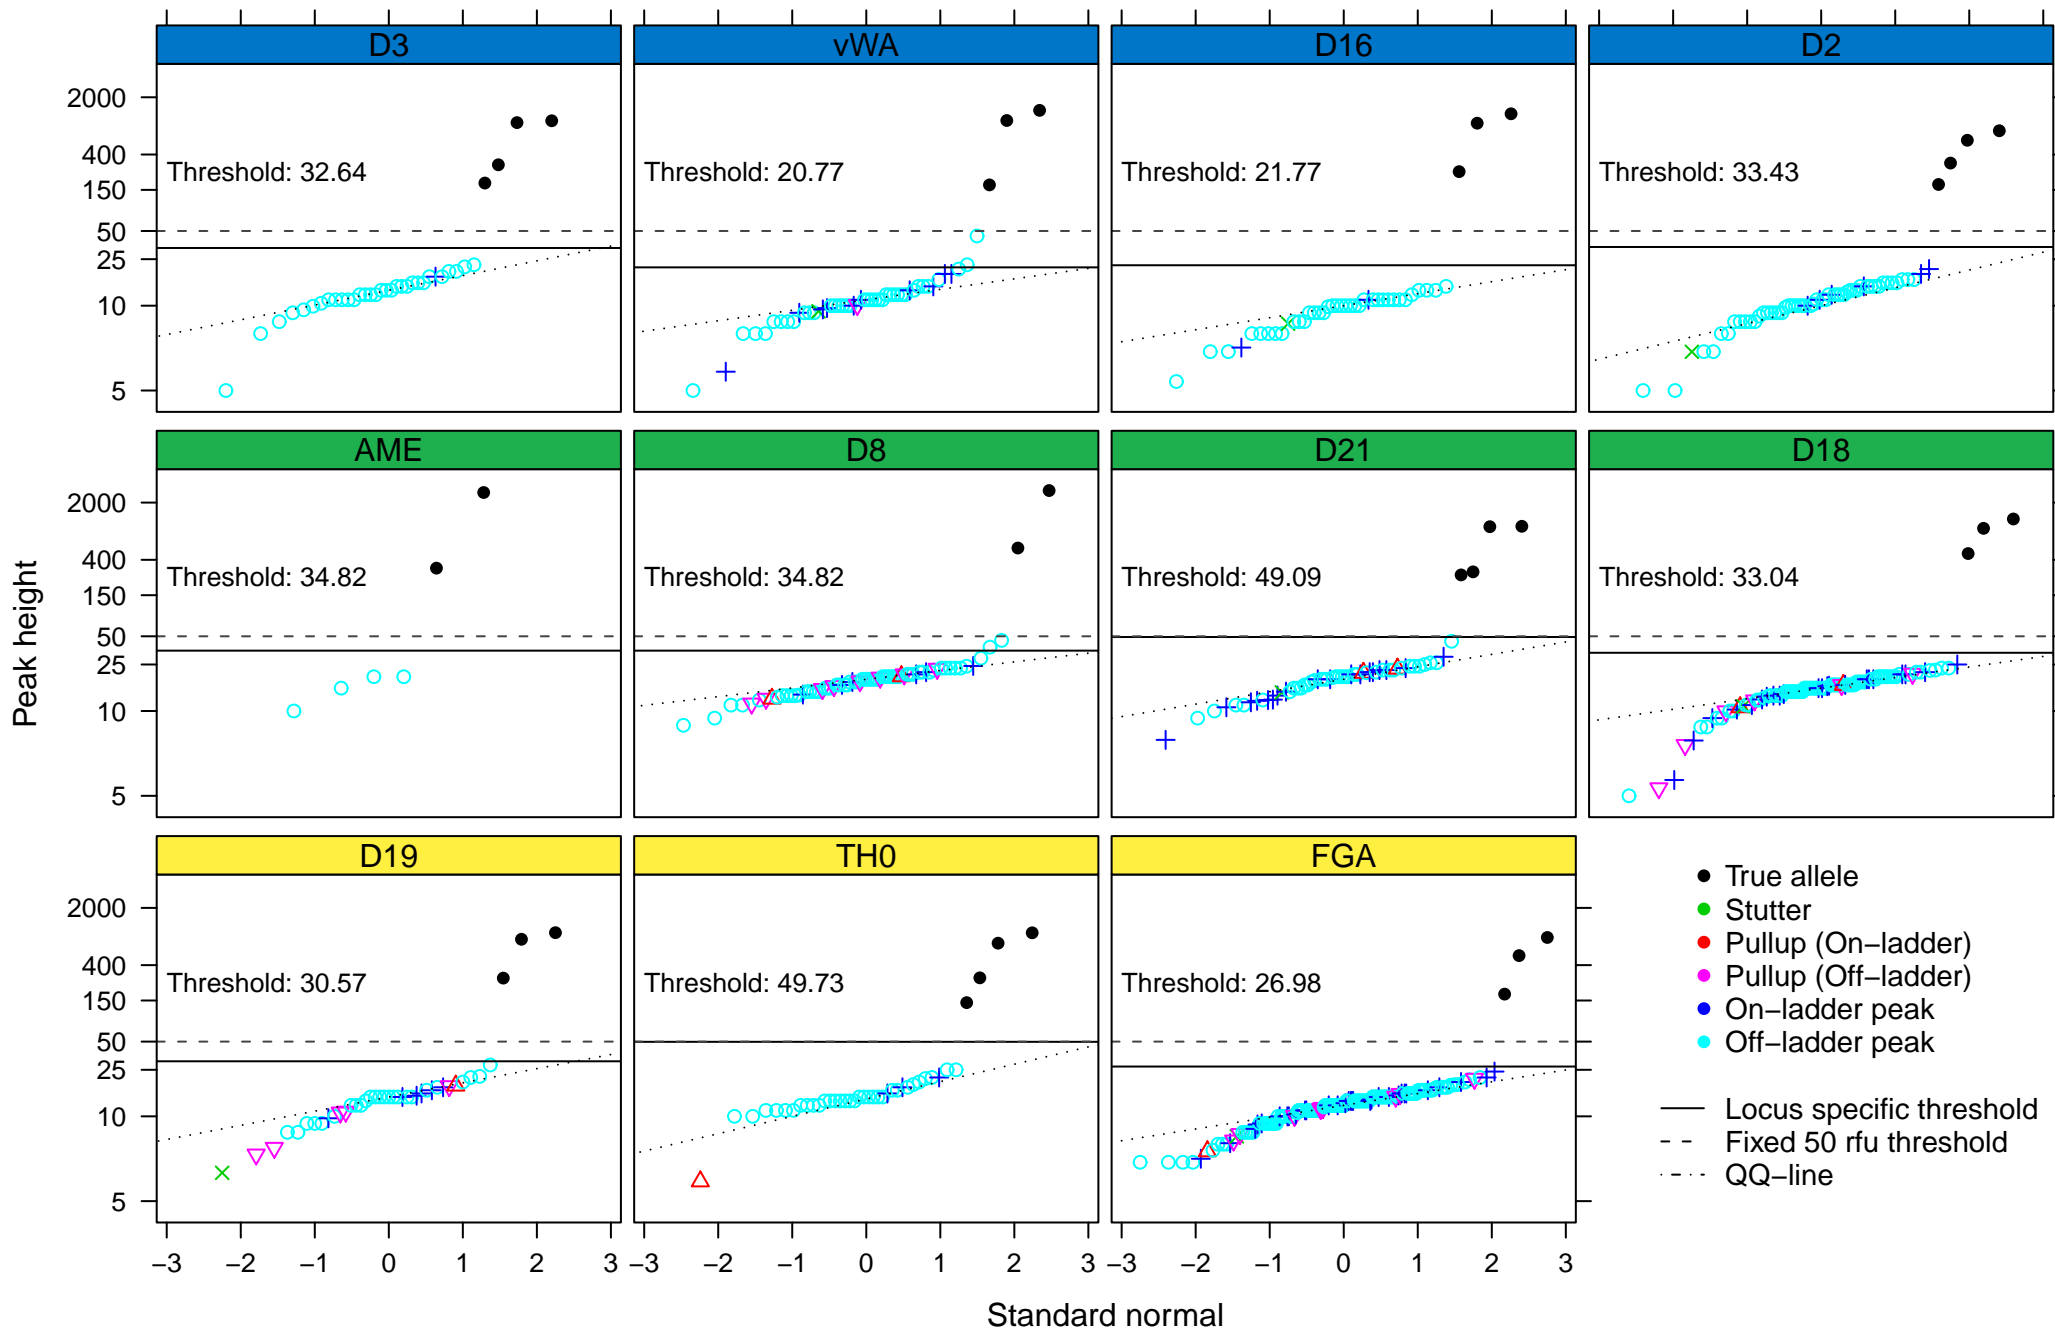 D3 vWA D16 D2
2000
400
150
50
25
10
5
Threshold: 32.64 Threshold: 20.77 Threshold: 21.77 Threshold: 33.43
AME D8 D21 D18
2000
400
150
50
25
10
5
Threshold: 34.82 Threshold: 34.82 Threshold: 49.09 Threshold: 33.04
Peak height
D19 TH0 FGA
2000
400
150
50
25
10
5
Threshold: 30.57 Threshold: 49.73 Threshold: 26.98
True allele
Stutter
Pullup (On−ladder)
Pullup (Off−ladder)
On−ladder peak
Off−ladder peak
Locus specific threshold
Fixed 50 rfu threshold
QQ−line
−3 −2 −1 0 1 2 3 −3 −2 −1 0 1 2 3 −3 −2 −1 0 1 2 3
Standard normal